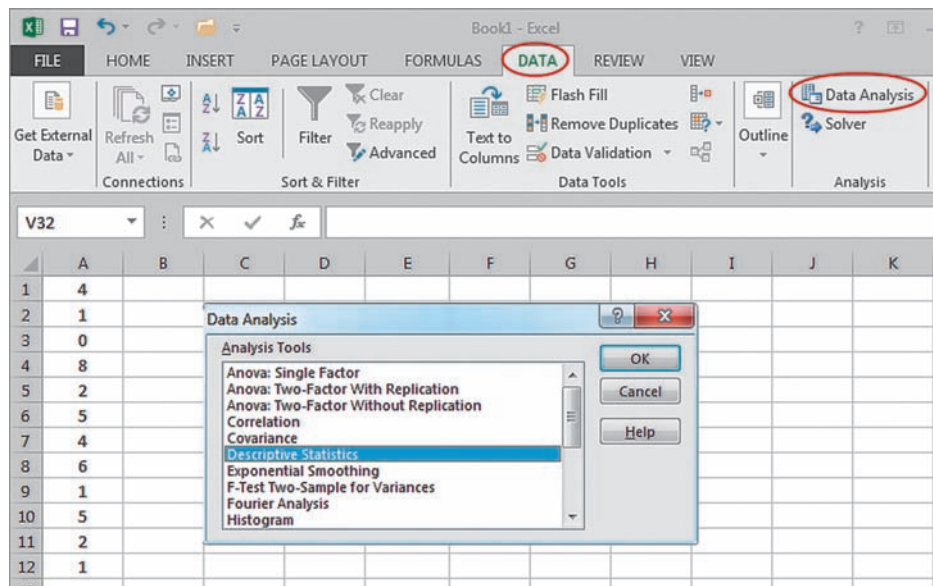 Book1 - Excel
?
FILE HOME INSERT PAGE LAYOUT FORMULAS DATA REVIEW VIEW
Get External Data
Refresh All
Connections
Sort
Filter
Clear
Reapply
Advanced
Sort & Filter
Text to Columns
Flash Fill
Remove Duplicates
Data Validation
Data Tools
Outline
Data Analysis
Solver
Analysis
V32
fx
A B C D E F G H I J K
1 4
2 1
3 0
4 8
5 2
6 5
7 4
8 6
9 1
10 5
11 2
12 1
Data Analysis
?
Analysis Tools
Anova: Single Factor
Anova: Two-Factor With Replication
Anova: Two-Factor Without Replication
Correlation
Covariance
Descriptive Statistics
Exponential Smoothing
F-Test Two-Sample for Variances
Fourier Analysis
Histogram
OK
Cancel
Help